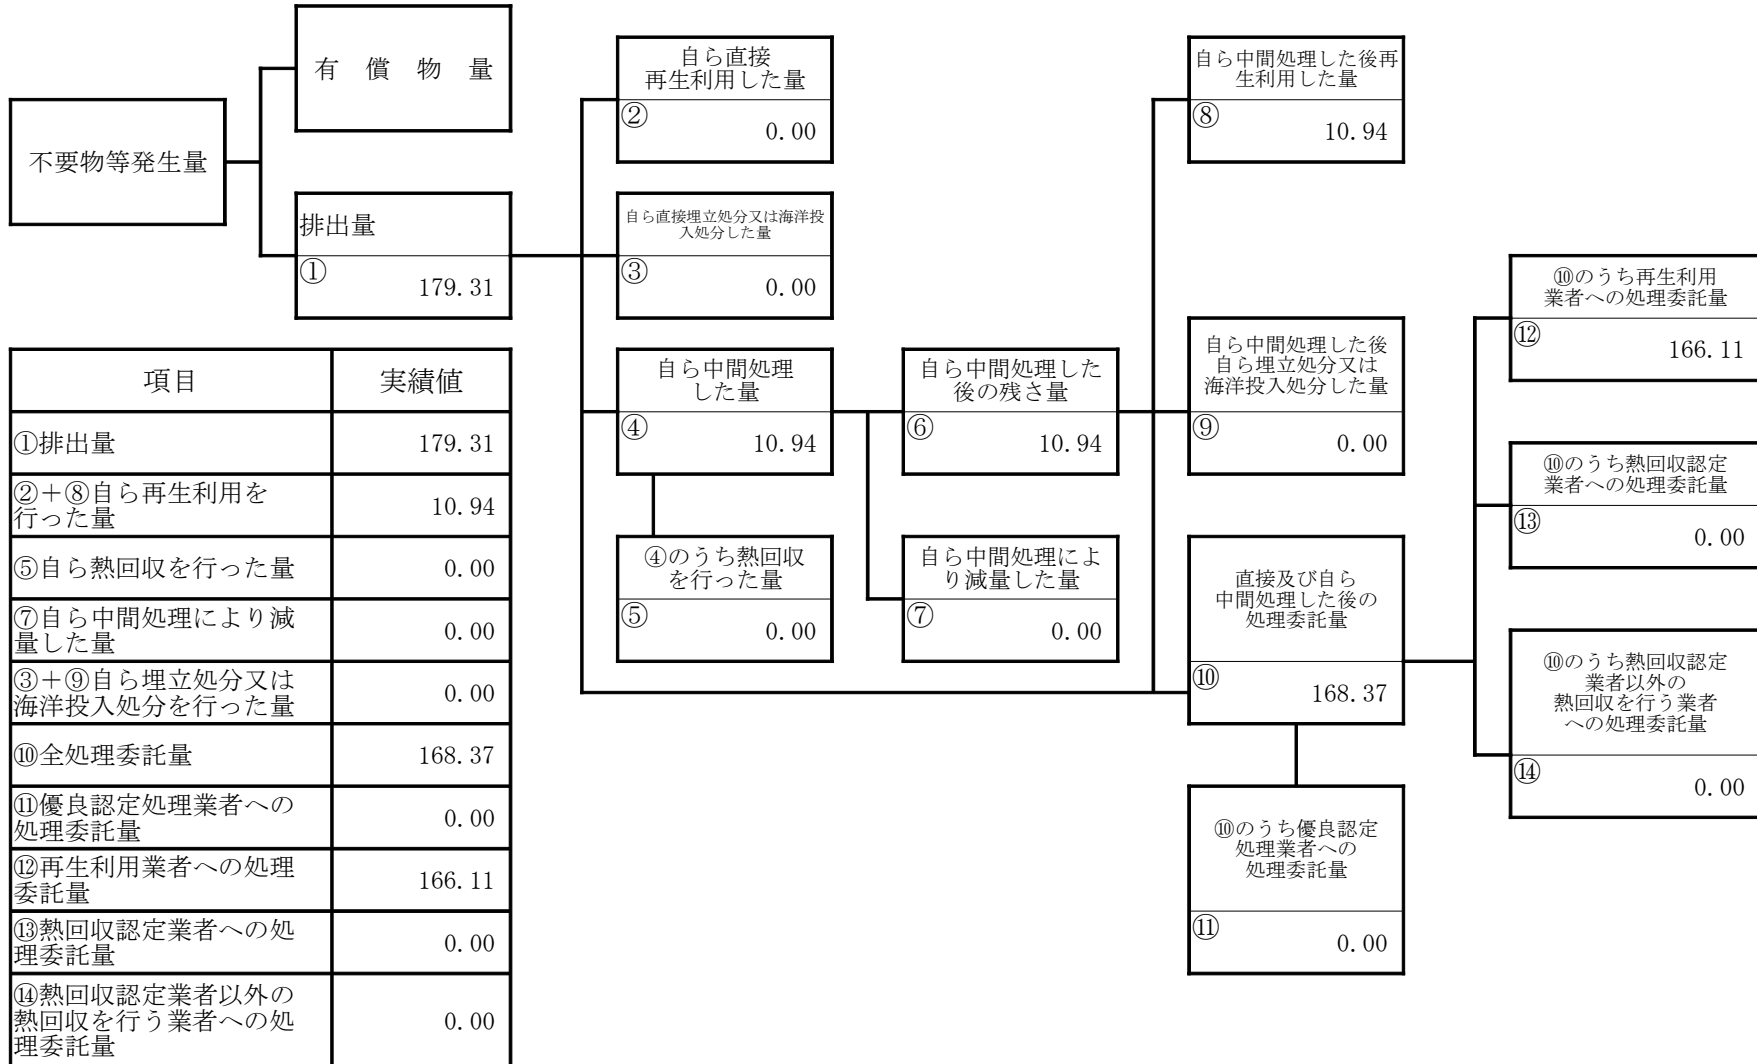 有 償 物 量
不要物等発生量
排出量
①
179.31
自ら直接
再生利用した量
②
0.00
自ら直接埋立処分又は海洋投
入処分した量
③
0.00
自ら中間処理
した量
④
10.94
④のうち熱回収
を行った量
⑤
0.00
自ら中間処理した
後の残さ量
⑥
10.94
自ら中間処理によ
り減量した量
⑦
0.00
自ら中間処理した後再
生利用した量
⑧
10.94
自ら中間処理した後
自ら埋立処分又は
海洋投入処分した量
⑨
0.00
直接及び自ら
中間処理した後の
処理委託量
⑩
168.37
⑩のうち優良認定
処理業者への
処理委託量
⑪
0.00
⑩のうち再生利用
業者への処理委託量
⑫
166.11
⑩のうち熱回収認定
業者への処理委託量
⑬
0.00
⑩のうち熱回収認定
業者以外の
熱回収を行う業者
への処理委託量
⑭
0.00
項目 実績値
①排出量 179.31
②＋⑧自ら再生利用を
行った量 10.94
⑤自ら熱回収を行った量 0.00
⑦自ら中間処理により減
量した量 0.00
③＋⑨自ら埋立処分又は
海洋投入処分を行った量 0.00
⑩全処理委託量 168.37
⑪優良認定処理業者への
処理委託量 0.00
⑫再生利用業者への処理
委託量 166.11
⑬熱回収認定業者への処
理委託量 0.00
⑭熱回収認定業者以外の
熱回収を行う業者への処
理委託量 0.00